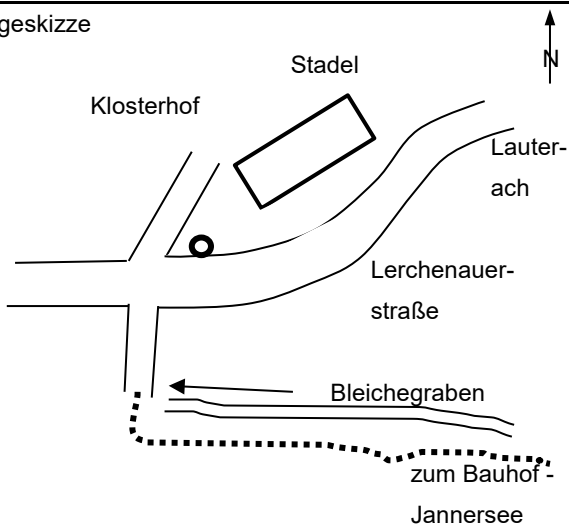 geskizze
N
Stadel
Klosterhof
Lauter-
ach
Lerchenauer-
straße
Bleichegraben
zum Bauhof -
Jannersee